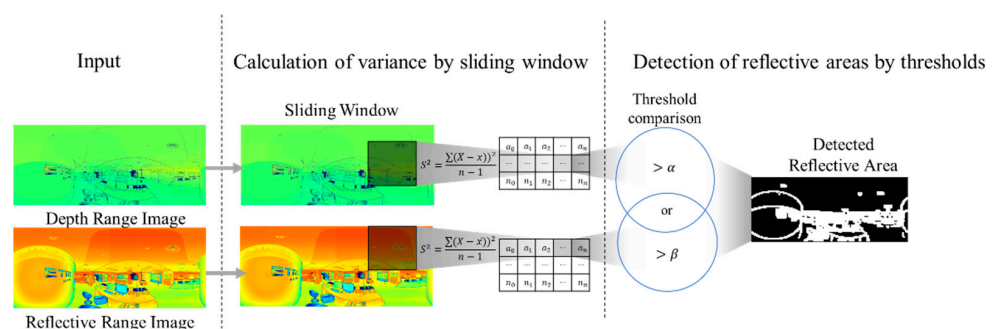 Input
Calculation of variance by sliding window
Detection of reflective areas by thresholds
Sliding Window
Threshold
comparison
Detected
Reflective Area
Depth Range Image
Reflective Range Image
S² = ∑(X − x))² / n − 1
a₀ a₁ a₂ ... aₙ
... ... ... ... ...
n₀ n₁ n₂ ... nₙ
S² = ∑(X − x))² / n − 1
a₀ a₁ a₂ ... aₙ
... ... ... ... ...
n₀ n₁ n₂ ... nₙ
> α
or
> β